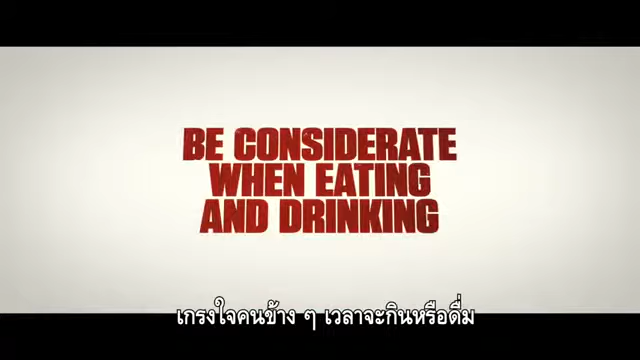 BE CONSIDERATE
WHEN EATING
AND DRINKING
เกรงใจคนข้าง ๆ เวลาจะกินหรือดื่ม